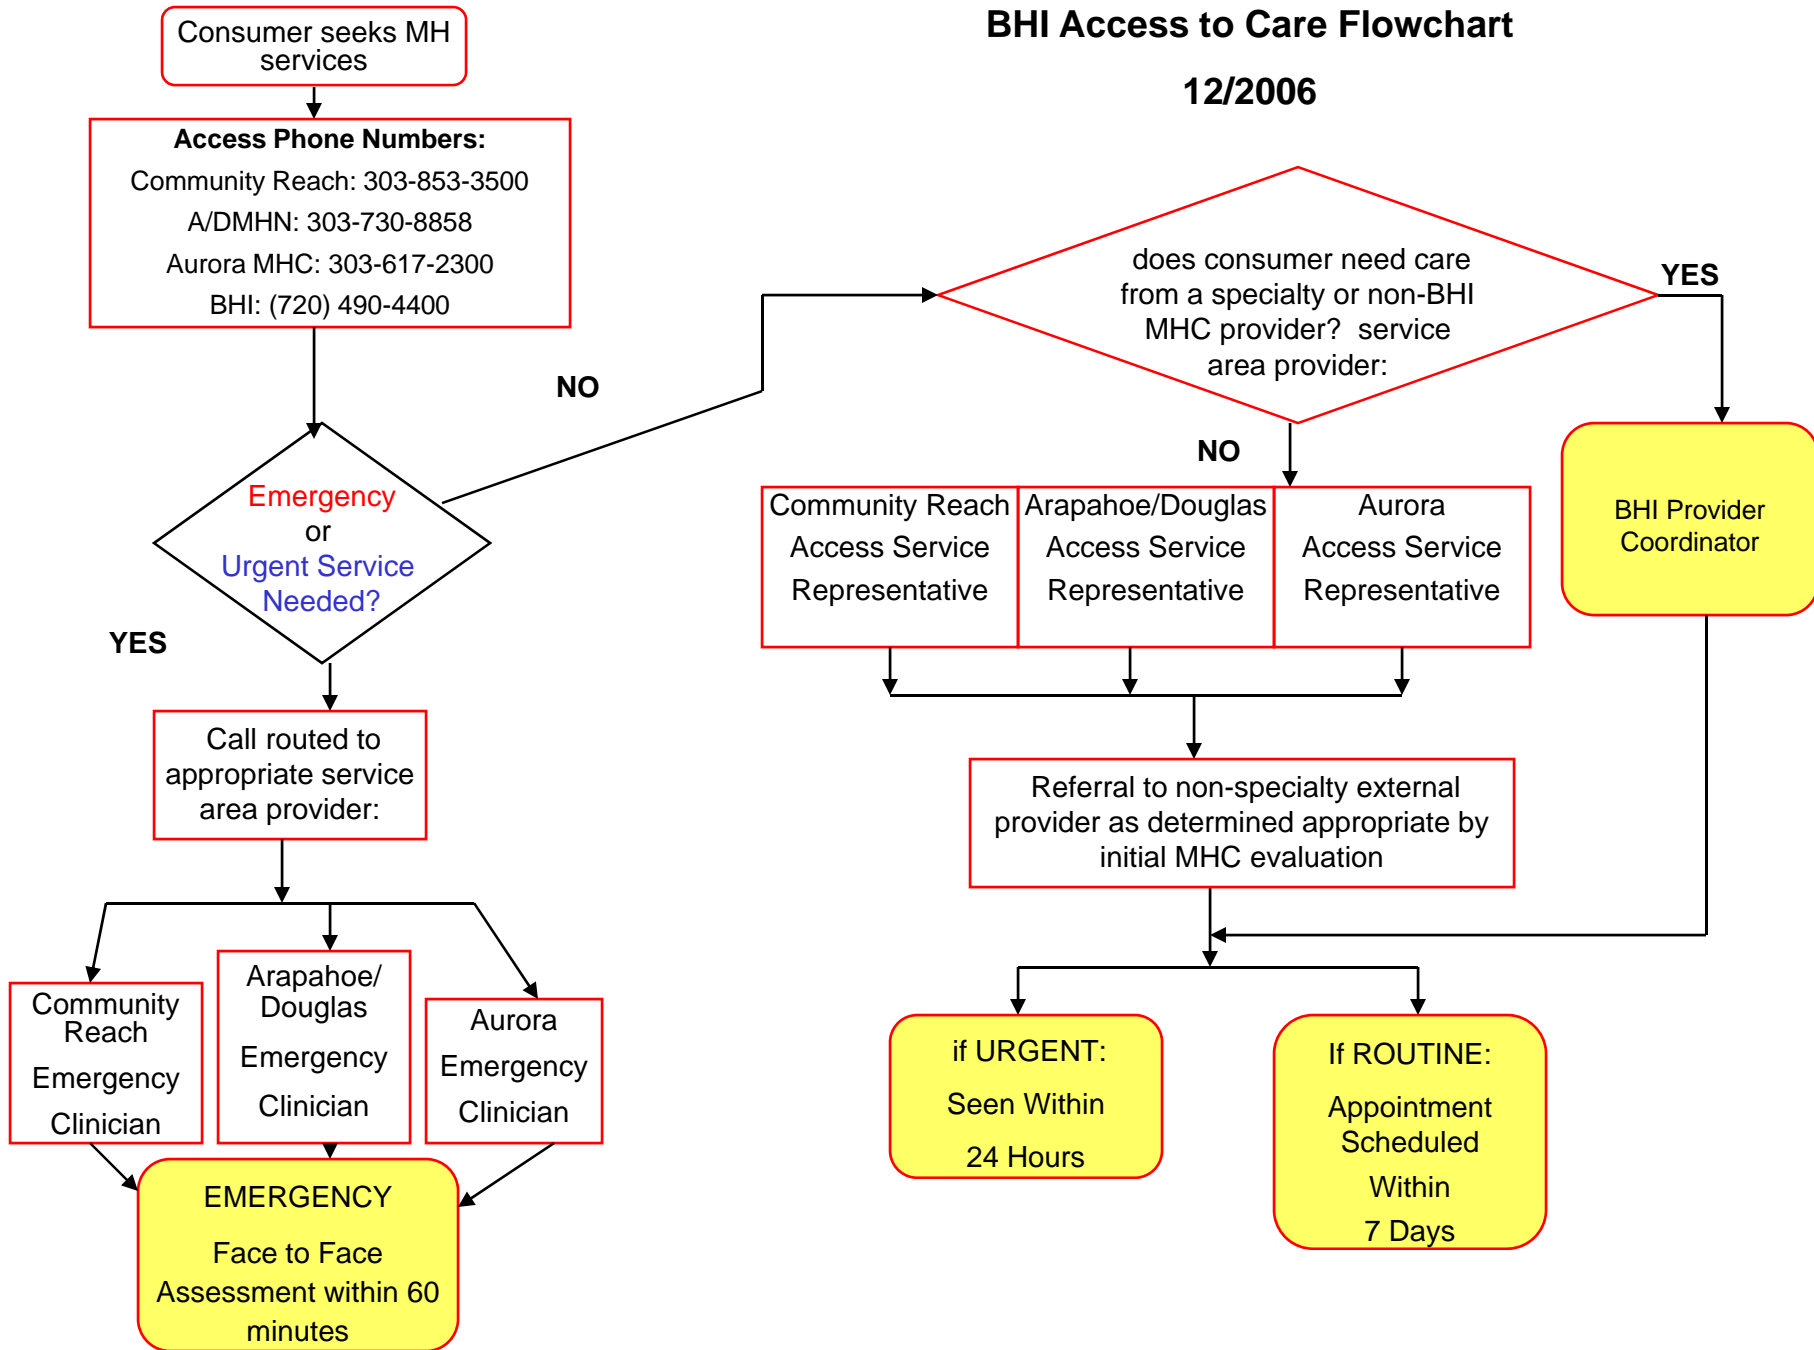 BHI Access to Care Flowchart
12/2006
Consumer seeks MH
services
Access Phone Numbers:
Community Reach: 303-853-3500
A/DMHN: 303-730-8858
Aurora MHC: 303-617-2300
BHI: (720) 490-4400
Emergency
or
Urgent Service
Needed?
NO
YES
Call routed to
appropriate service
area provider:
Community
Reach
Emergency
Clinician
Arapahoe/
Douglas
Emergency
Clinician
Aurora
Emergency
Clinician
EMERGENCY
Face to Face
Assessment within 60
minutes
does consumer need care
from a specialty or non-BHI
MHC provider?  service
area provider:
YES
NO
Community Reach
Access Service
Representative
Arapahoe/Douglas
Access Service
Representative
Aurora
Access Service
Representative
BHI Provider
Coordinator
Referral to non-specialty external
provider as determined appropriate by
initial MHC evaluation
if URGENT:
Seen Within
24 Hours
If ROUTINE:
Appointment
Scheduled
Within
7 Days